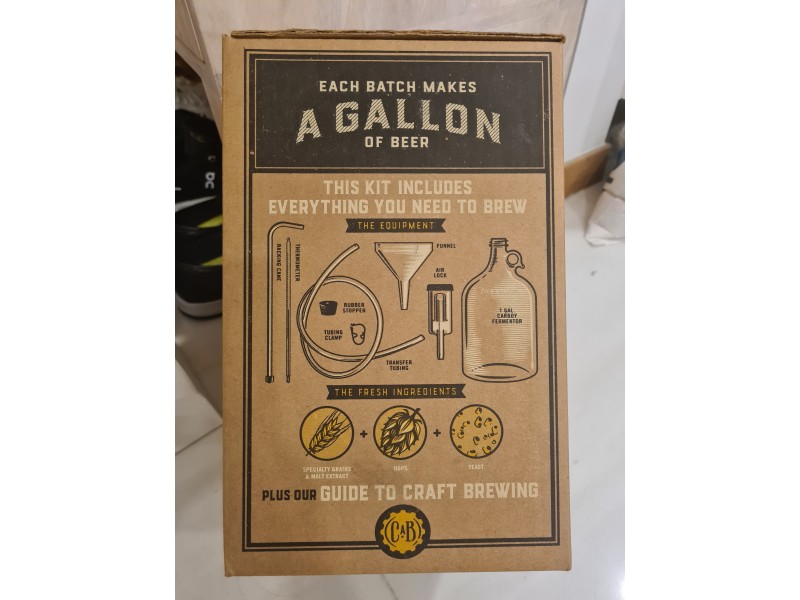 EACH BATCH MAKES
A GALLON
OF BEER
THIS KIT INCLUDES
EVERYTHING YOU NEED TO BREW
THE EQUIPMENT
RACKING CANE
THERMOMETER
FUNNEL
AIR
LOCK
RUBBER
STOPPER
TUBING
CLAMP
TRANSFER
TUBING
1 GAL
CARBOY
FERMENTOR
THE FRESH INGREDIENTS
SPECIALTY GRAINS
& MALT EXTRACT
HOPS
YEAST
PLUS OUR GUIDE TO CRAFT BREWING
CAB
DC